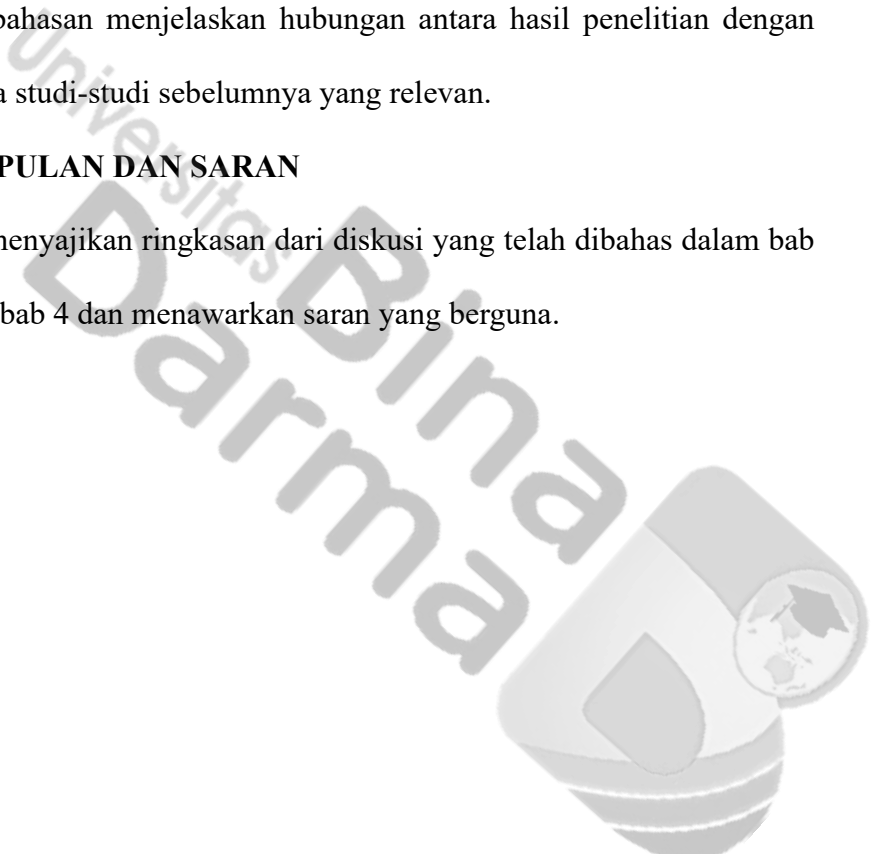 bahasan menjelaskan hubungan antara hasil penelitian dengan
studi-studi sebelumnya yang relevan.
PULAN DAN SARAN
menyajikan ringkasan dari diskusi yang telah dibahas dalam bab
bab 4 dan menawarkan saran yang berguna.
Universitas
Bina
Darma